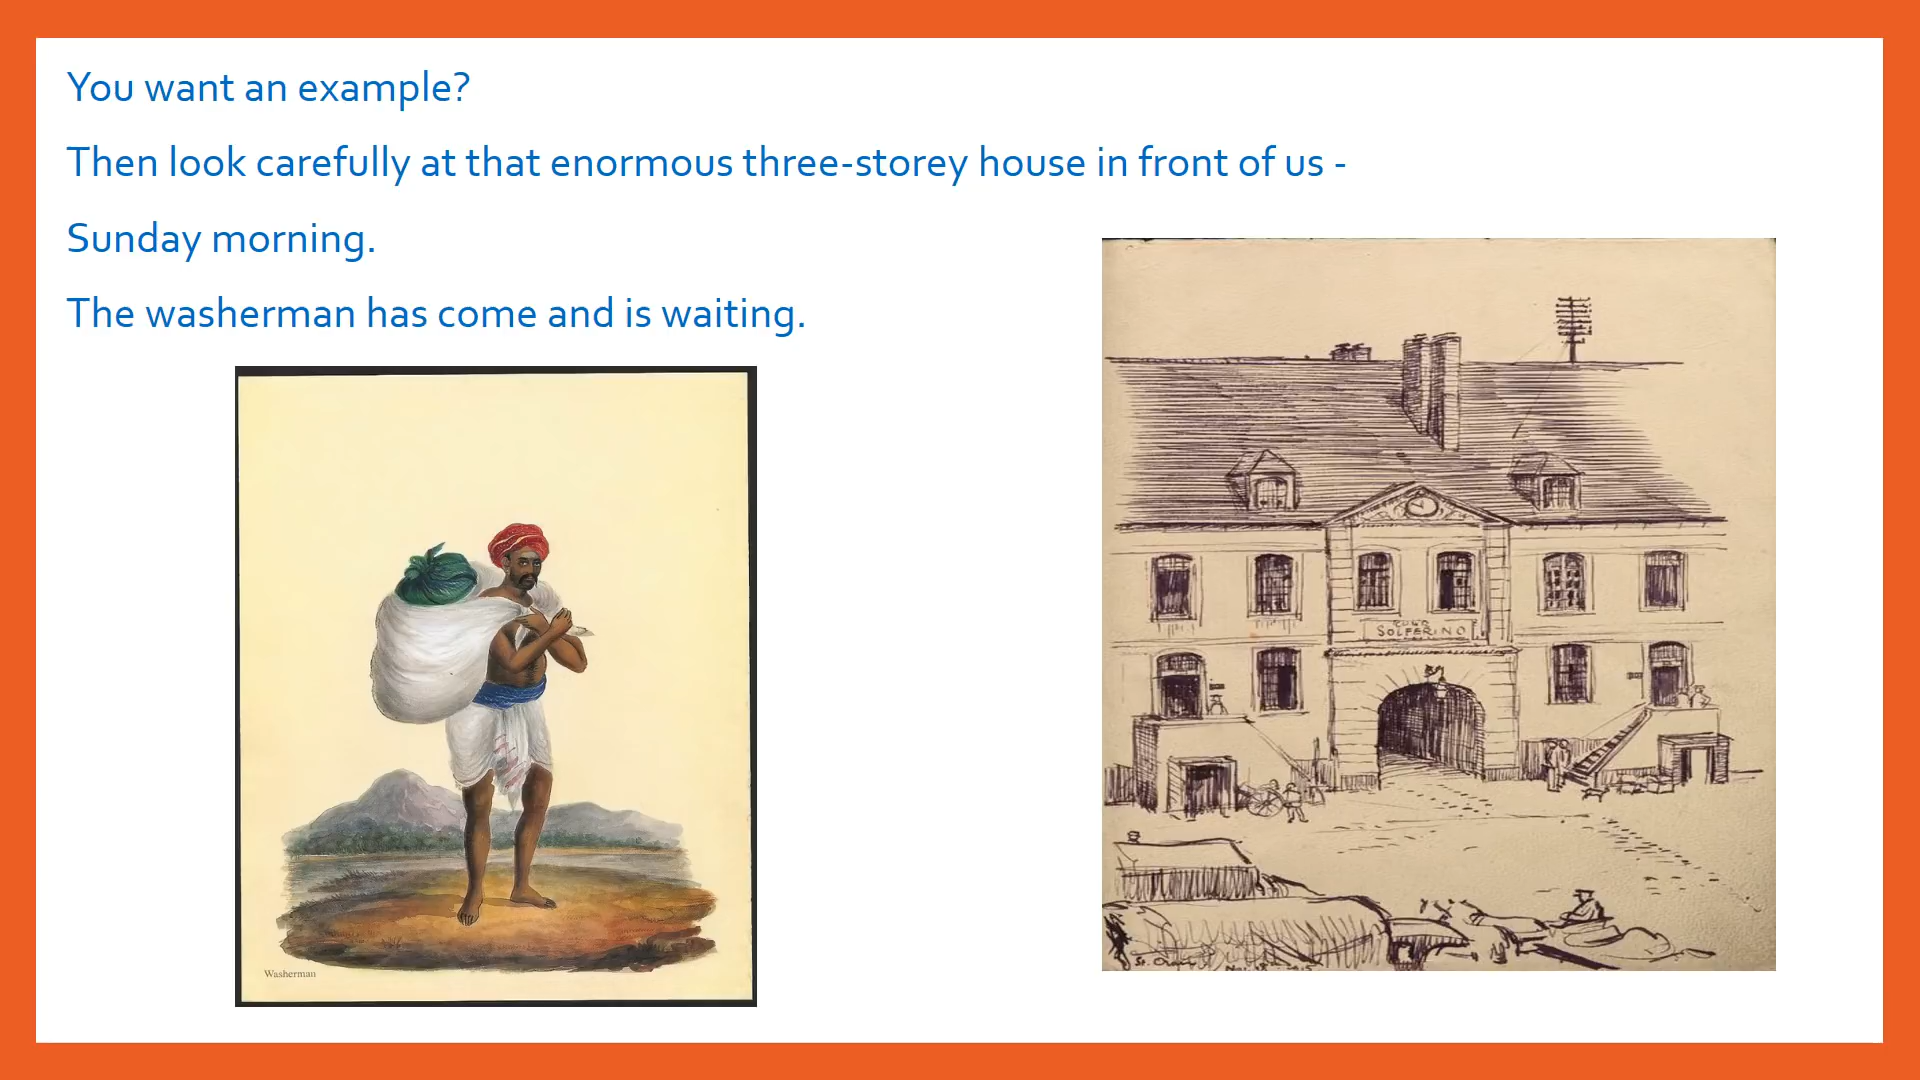 You want an example?
Then look carefully at that enormous three-storey house in front of us -
Sunday morning.
The washerman has come and is waiting.
SOLFERINO
Washerman